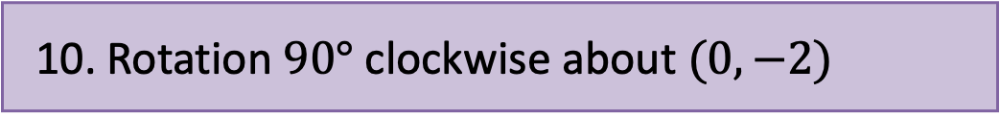 10. Rotation 90° clockwise about (0, −2)